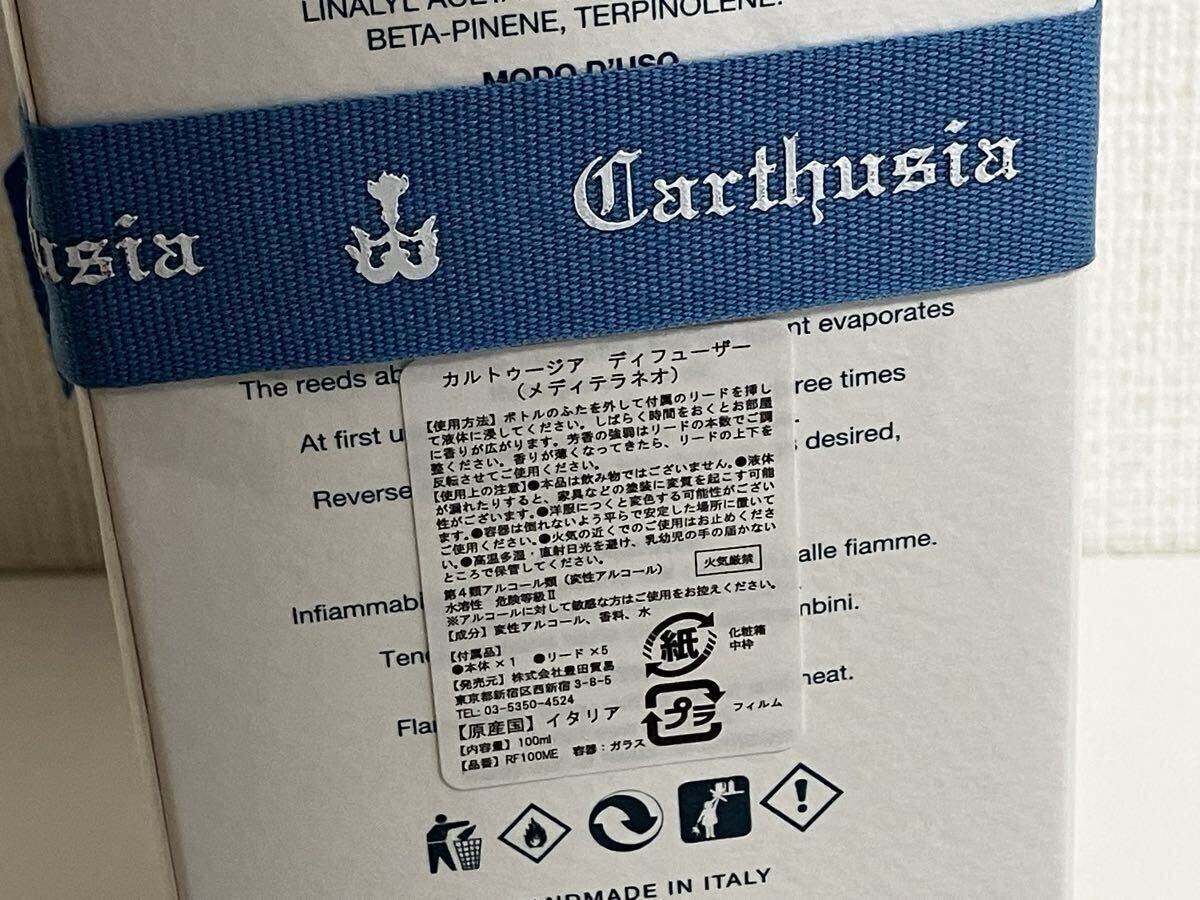 LINALYL
BETA-PINENE, TERPINOLENE.
MODO D'USO
usia Carthusia
nt evaporates
The reeds ab
ree times
At first u
s desired,
Reverse
alle fiamme.
Infiammabi
mbini.
Tene
heat.
Fla
カルトゥージア ディフューザー
(メディテラネオ)
【使用方法】ボトルのふたを外して付属のリードを挿し
て液体に浸してください。しばらく時間をおくとお部屋
に香りが広がります。芳香の強弱はリードの本数でご調
整ください。香りが薄くなってきたら、リードの上下を
反転させてご使用ください。
【使用上の注意】●本品は飲み物ではございません。●液体
が漏れたりすると、家具などの塗装に変質を起こす可能
性がございます。●洋服につくと変色する可能性がござい
ます。●容器は倒れないよう平らで安定した場所に置いて
ご使用ください。●火気の近くでのご使用はお止めくださ
い。●高温多湿・直射日光を避け、乳幼児の手の届かない
ところで保管してください。
火気厳禁
第4類アルコール類(変性アルコール)
水溶性 危険等級Ⅱ
※アルコールに対して敏感な方はご使用をお控えください。
【成分】変性アルコール、香料、水
【付属品】
●本体×1 ●リード×5
【発売元】株式会社豊田貿易
東京都新宿区西新宿3-8-5
TEL: 03-5350-4524
【原産国】イタリア
【内容量】100ml
【品番】RF100ME 容器:ガラス
紙 化粧箱
中枠
プラ フィルム
MADE IN ITALY